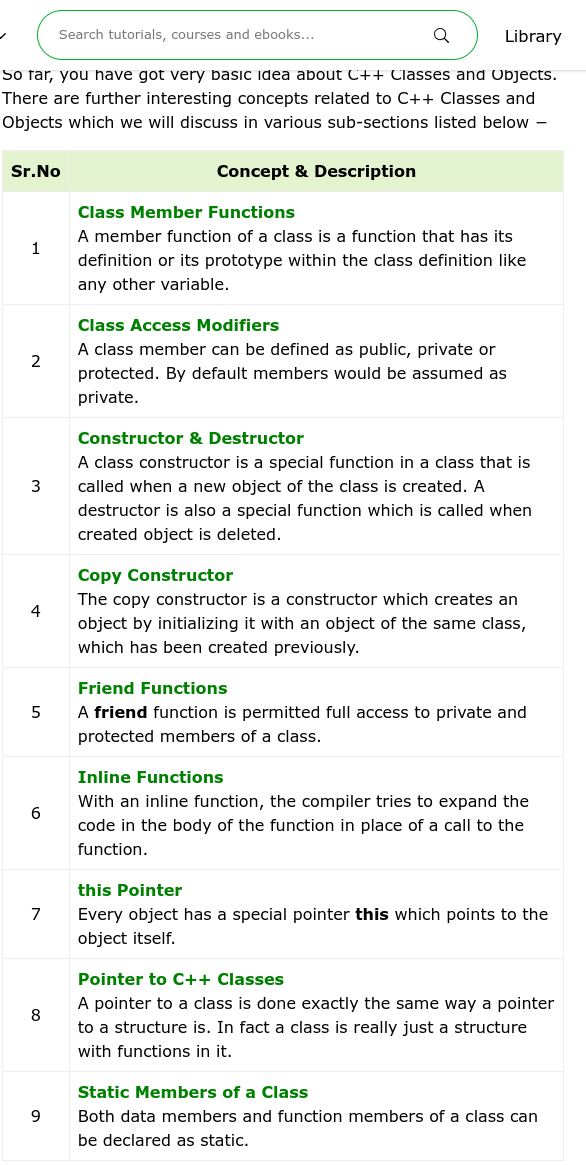 Search tutorials, courses and ebooks...
Library
So far, you have got very basic idea about C++ Classes and Objects.
There are further interesting concepts related to C++ Classes and
Objects which we will discuss in various sub-sections listed below −
Sr.No Concept & Description
1
Class Member Functions
A member function of a class is a function that has its
definition or its prototype within the class definition like
any other variable.
2
Class Access Modifiers
A class member can be defined as public, private or
protected. By default members would be assumed as
private.
3
Constructor & Destructor
A class constructor is a special function in a class that is
called when a new object of the class is created. A
destructor is also a special function which is called when
created object is deleted.
4
Copy Constructor
The copy constructor is a constructor which creates an
object by initializing it with an object of the same class,
which has been created previously.
5
Friend Functions
A friend function is permitted full access to private and
protected members of a class.
6
Inline Functions
With an inline function, the compiler tries to expand the
code in the body of the function in place of a call to the
function.
7
this Pointer
Every object has a special pointer this which points to the
object itself.
8
Pointer to C++ Classes
A pointer to a class is done exactly the same way a pointer
to a structure is. In fact a class is really just a structure
with functions in it.
9
Static Members of a Class
Both data members and function members of a class can
be declared as static.